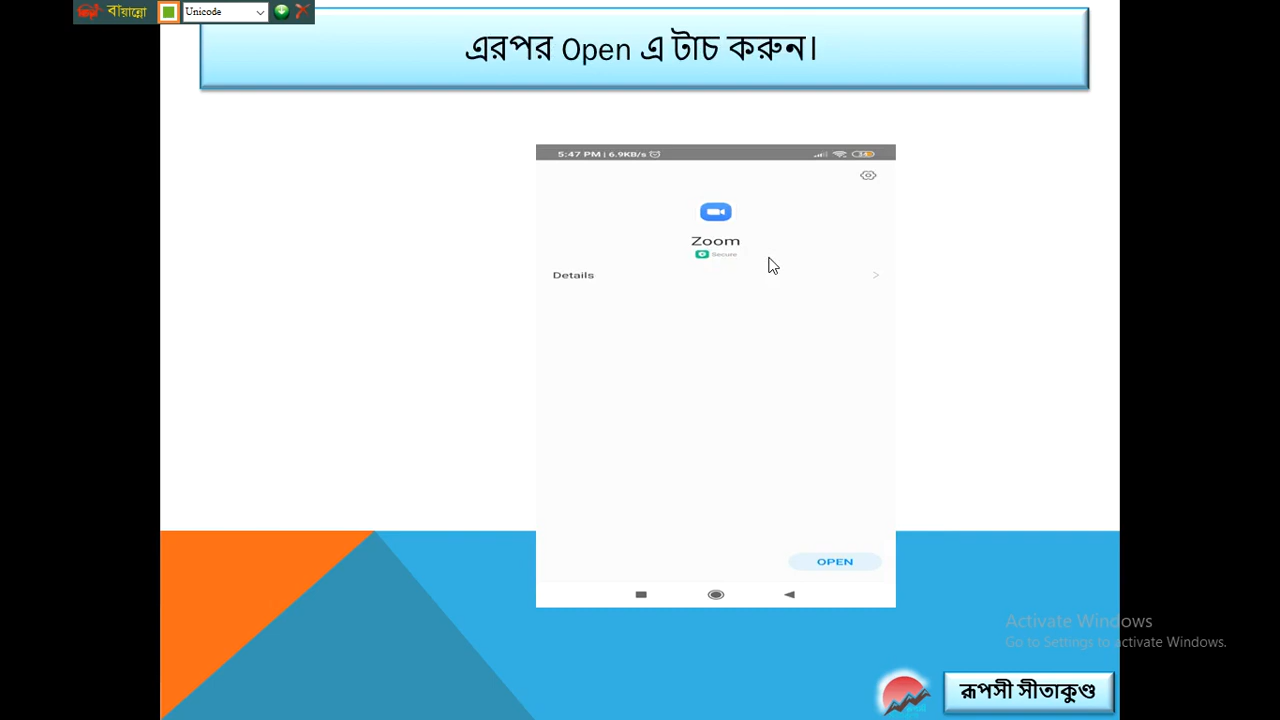 বায়ান্নো
Unicode
এরপর Open এ টাচ করুন।
5:47 PM | 6.9KB/s
Zoom
Secure
Details
OPEN
Activate Windows
Go to Settings to activate Windows.
রূপসী সীতাকুণ্ড